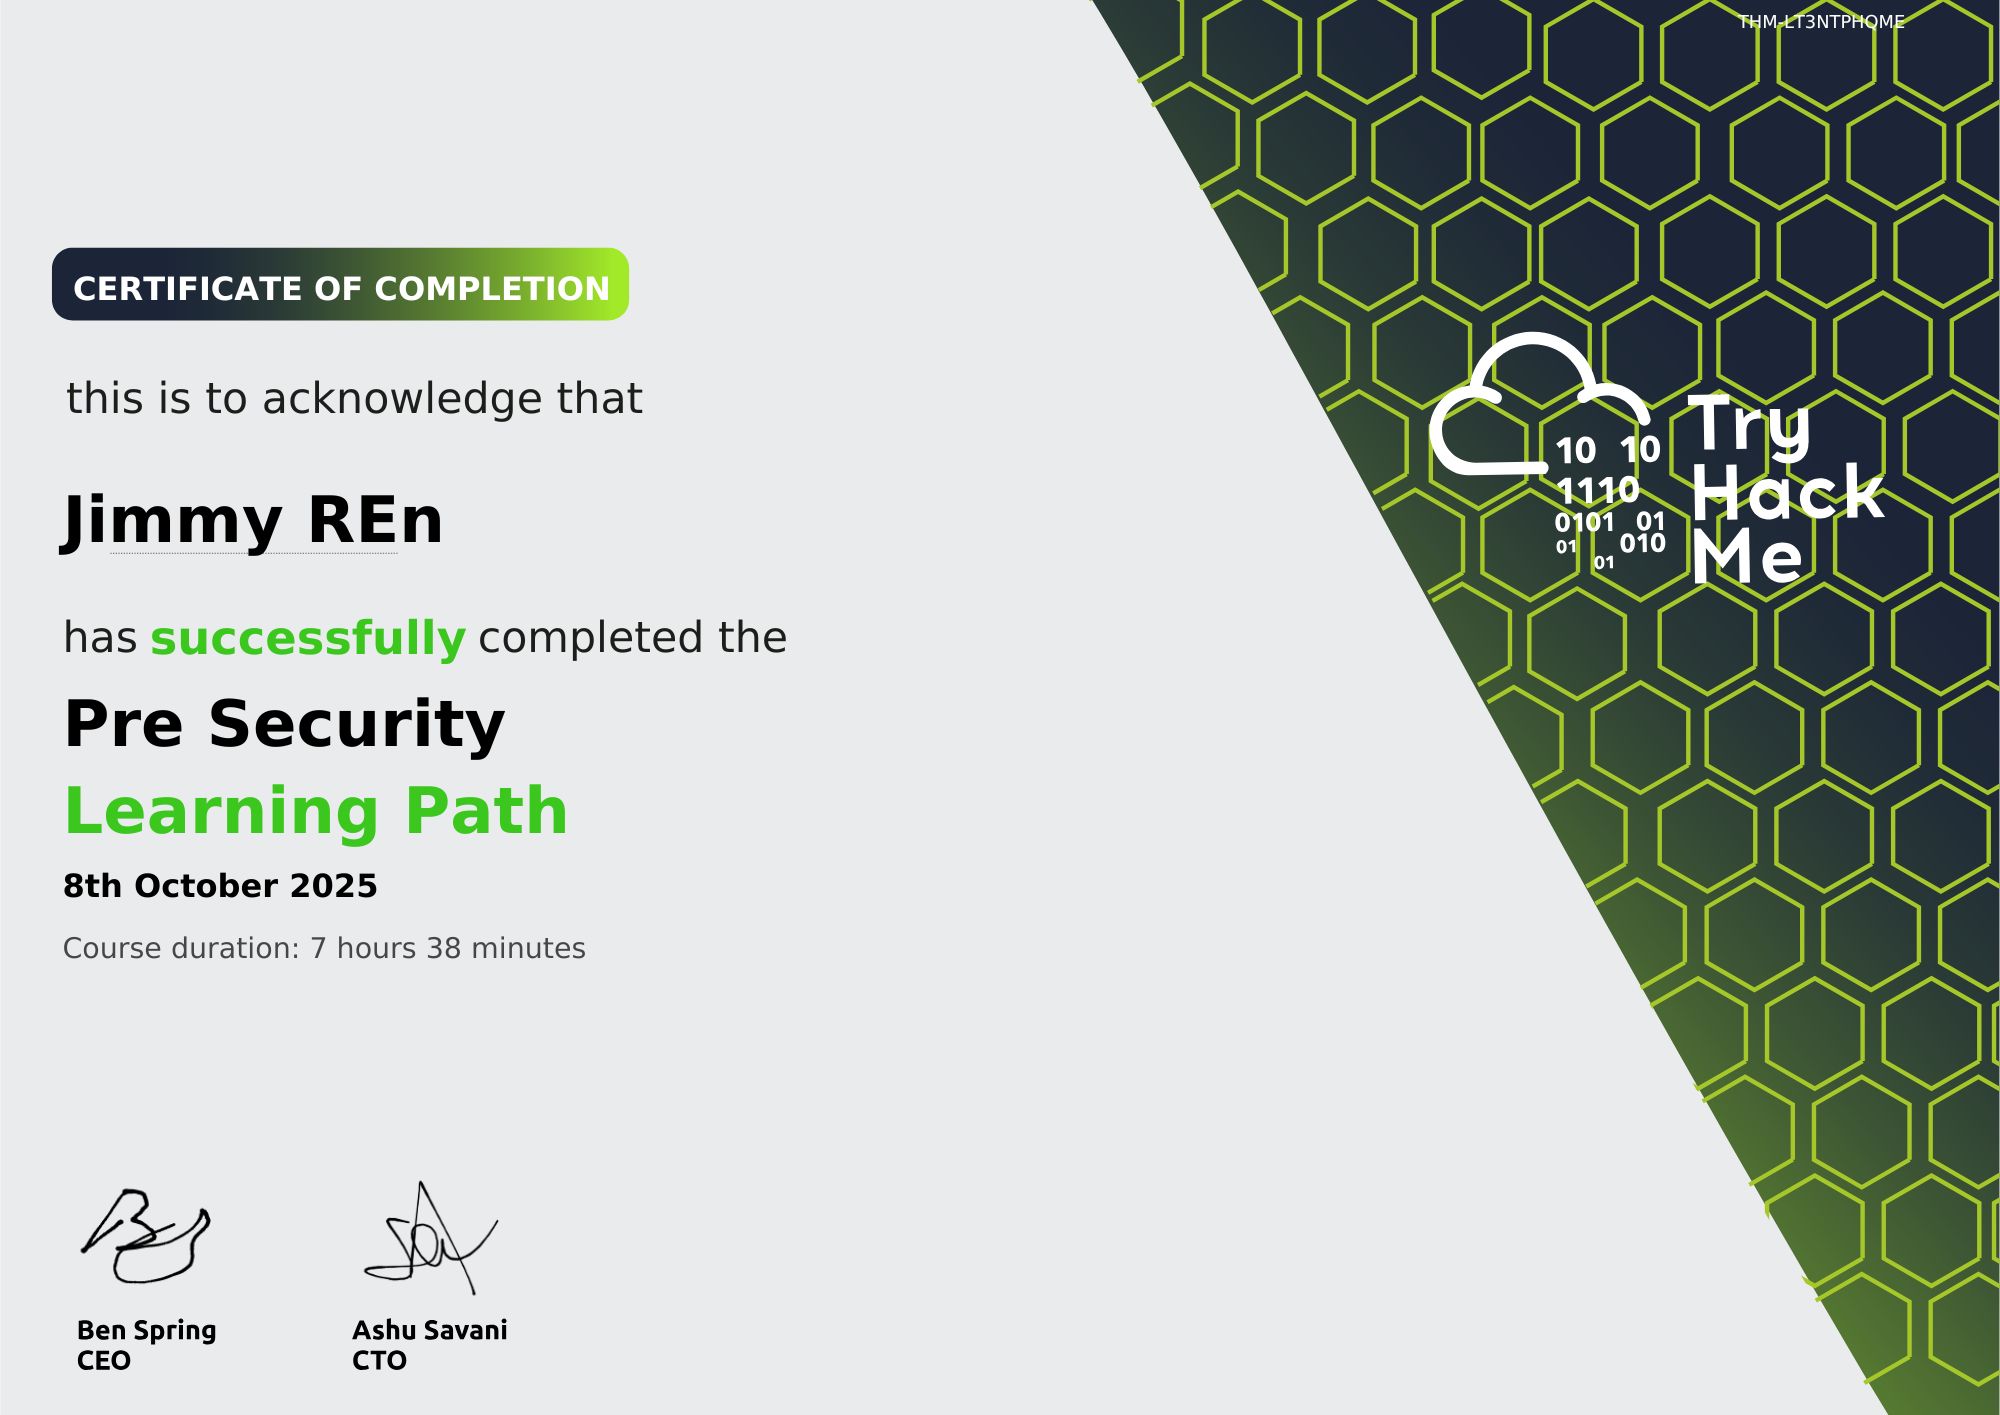 THM-LT3NTPHQME
CERTIFICATE OF COMPLETION
this is to acknowledge that
Jimmy REn
has successfully completed the
Pre Security
Learning Path
8th October 2025
Course duration: 7 hours 38 minutes
10 10
1110
0101 01
01 010
01
Try
Hack
Me
Ben Spring
CEO
Ashu Savani
CTO